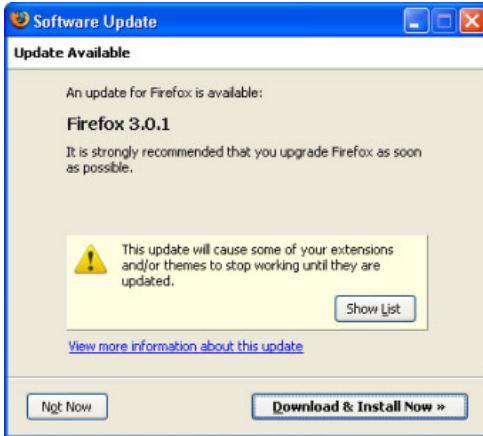 Software Update
Update Available
An update for Firefox is available:
Firefox 3.0.1
It is strongly recommended that you upgrade Firefox as soon
as possible.
This update will cause some of your extensions
and/or themes to stop working until they are
updated.
Show List
View more information about this update
Not Now
Download & Install Now »